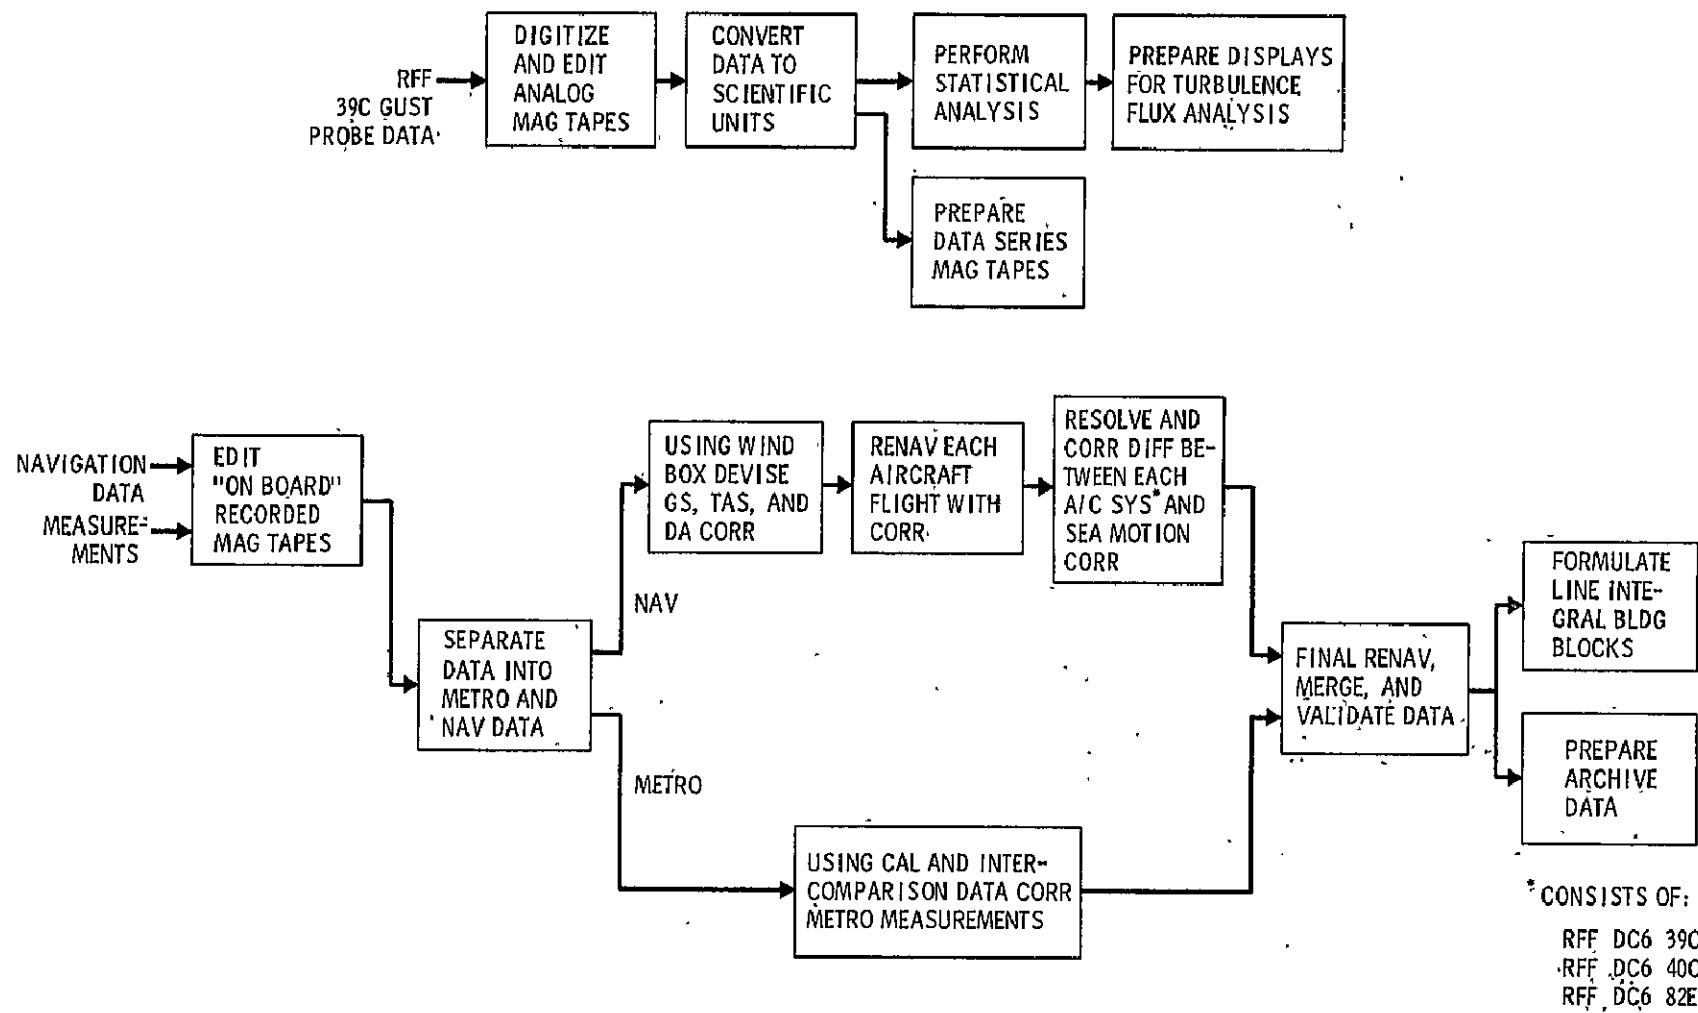 RFF
39C GUST
PROBE DATA
DIGITIZE
AND EDIT
ANALOG
MAG TAPES
CONVERT
DATA TO
SCIENTIFIC
UNITS
PERFORM
STATISTICAL
ANALYSIS
PREPARE DISPLAYS
FOR TURBULENCE
FLUX ANALYSIS
PREPARE
DATA SERIES
MAG TAPES
NAVIGATION
DATA
MEASURE-
MENTS
EDIT
"ON BOARD"
RECORDED
MAG TAPES
SEPARATE
DATA INTO
METRO AND
NAV DATA
NAV
METRO
USING WIND
BOX DEVISE
GS, TAS, AND
DA CORR
RENAV EACH
AIRCRAFT
FLIGHT WITH
CORR
RESOLVE AND
CORR DIFF BE-
TWEEN EACH
A/C SYS* AND
SEA MOTION
CORR
USING CAL AND INTER-
COMPARISON DATA CORR
METRO MEASUREMENTS
FINAL RENAV,
MERGE, AND
VALIDATE DATA
FORMULATE
LINE INTE-
GRAL BLDG
BLOCKS
PREPARE
ARCHIVE
DATA
*CONSISTS OF:
RFF DC6 39C
RFF DC6 40C
RFF DC6 82E